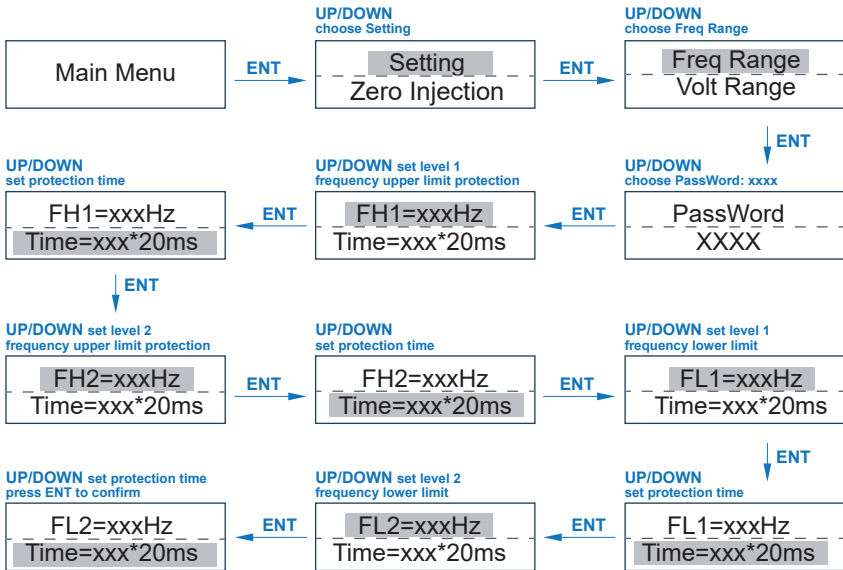 UP/DOWN
choose Setting
UP/DOWN
choose Freq Range
Main Menu
ENT
Setting
Zero Injection
ENT
Freq Range
Volt Range
ENT
UP/DOWN
choose PassWord: xxxx
PassWord
XXXX
ENT
UP/DOWN set level 1
frequency upper limit protection
FH1=xxxHz
Time=xxx*20ms
ENT
UP/DOWN
set protection time
FH1=xxxHz
Time=xxx*20ms
ENT
UP/DOWN set level 2
frequency upper limit protection
FH2=xxxHz
Time=xxx*20ms
ENT
UP/DOWN
set protection time
FH2=xxxHz
Time=xxx*20ms
ENT
UP/DOWN set level 1
frequency lower limit
FL1=xxxHz
Time=xxx*20ms
ENT
UP/DOWN
set protection time
FL1=xxxHz
Time=xxx*20ms
ENT
UP/DOWN set level 2
frequency lower limit
FL2=xxxHz
Time=xxx*20ms
ENT
UP/DOWN set protection time
press ENT to confirm
FL2=xxxHz
Time=xxx*20ms